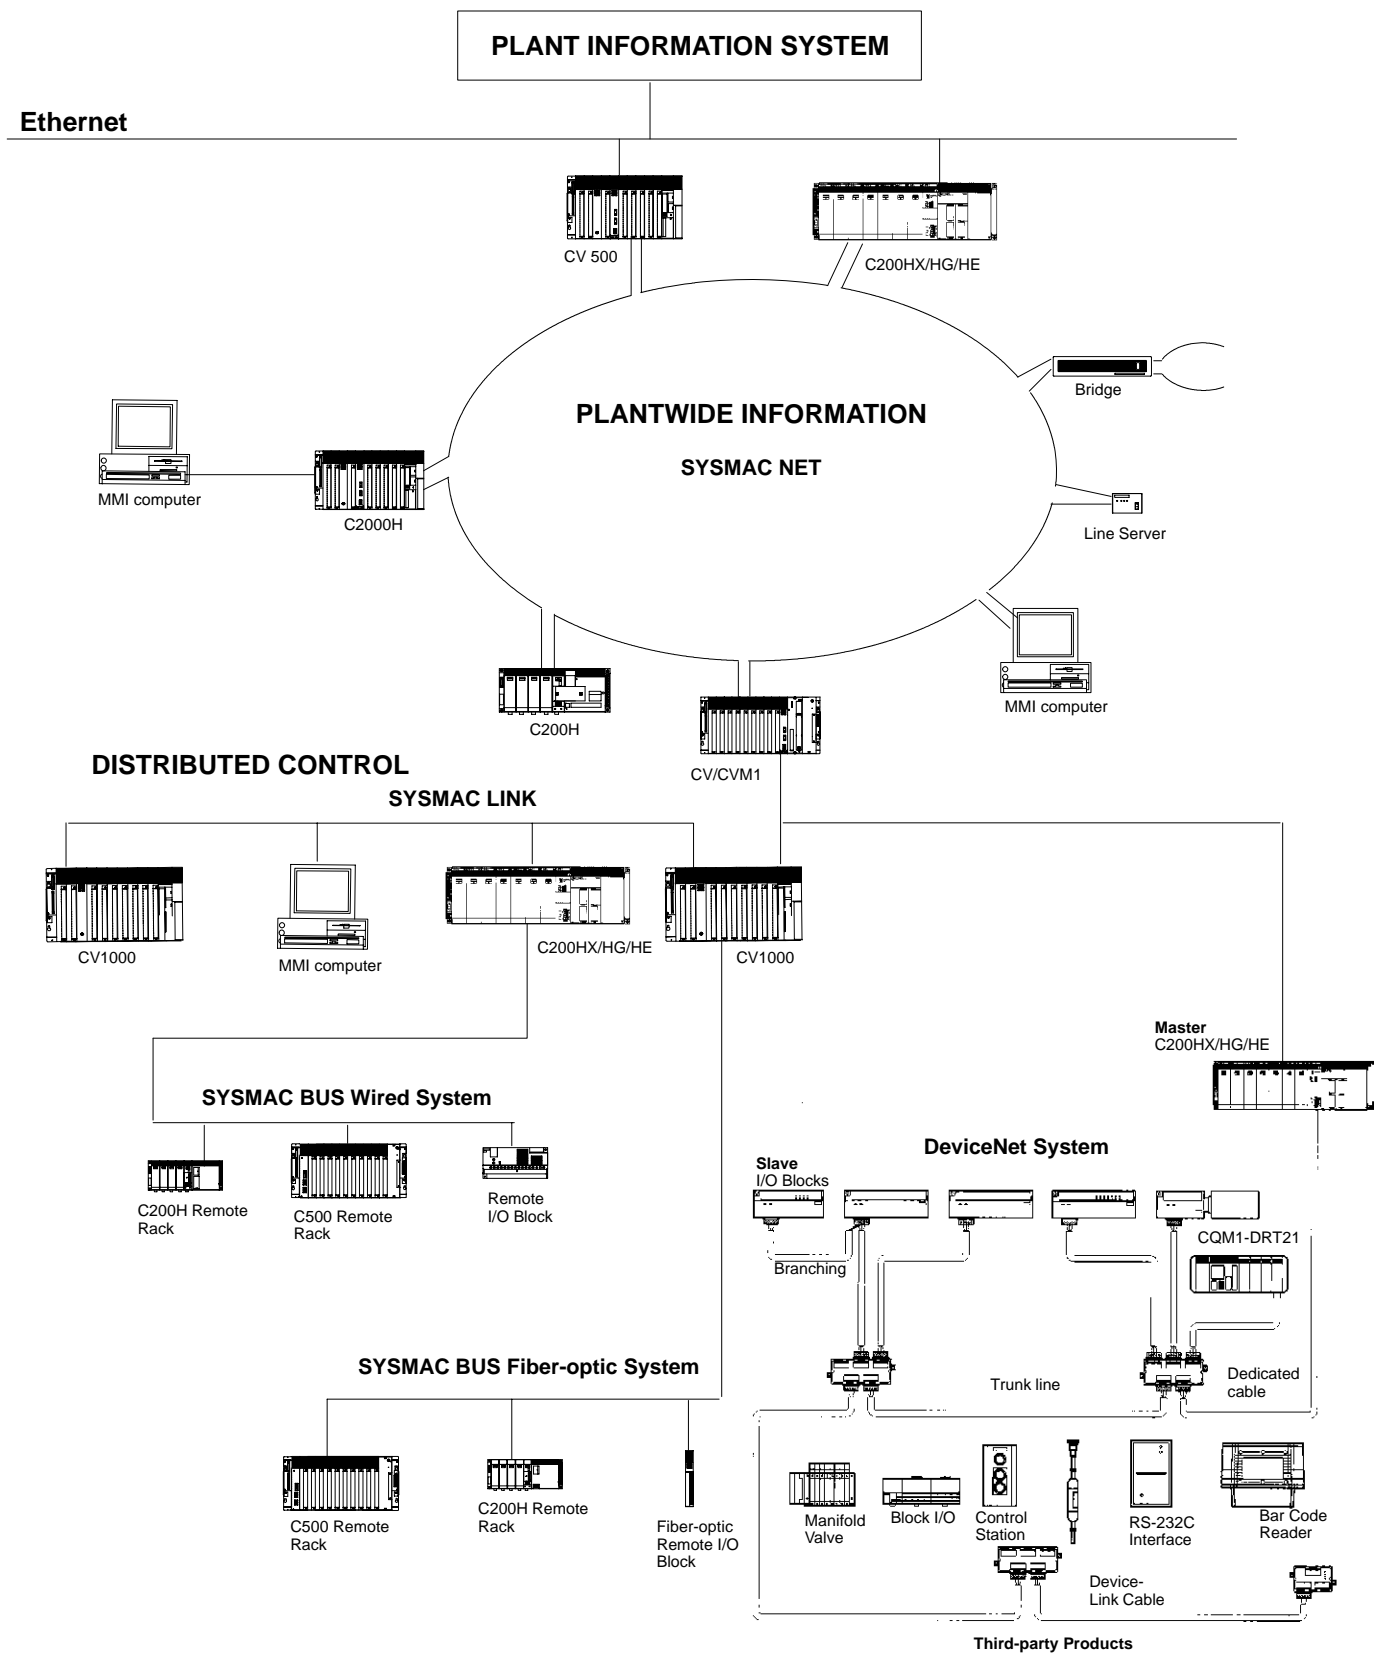 PLANT INFORMATION SYSTEM
Ethernet
CV 500
C200HX/HG/HE
Bridge
PLANTWIDE INFORMATION
SYSMAC NET
MMI computer
C2000H
Line Server
MMI computer
C200H
CV/CVM1
DISTRIBUTED CONTROL
SYSMAC LINK
CV1000
MMI computer
C200HX/HG/HE
CV1000
Master
C200HX/HG/HE
SYSMAC BUS Wired System
C200H Remote
Rack
C500 Remote
Rack
Remote
I/O Block
DeviceNet System
Slave
I/O Blocks
CQM1-DRT21
Branching
Trunk line
Dedicated
cable
SYSMAC BUS Fiber-optic System
C500 Remote
Rack
C200H Remote
Rack
Fiber-optic
Remote I/O
Block
Manifold
Valve
Block I/O
Control
Station
RS-232C
Interface
Bar Code
Reader
Device-
Link Cable
Third-party Products